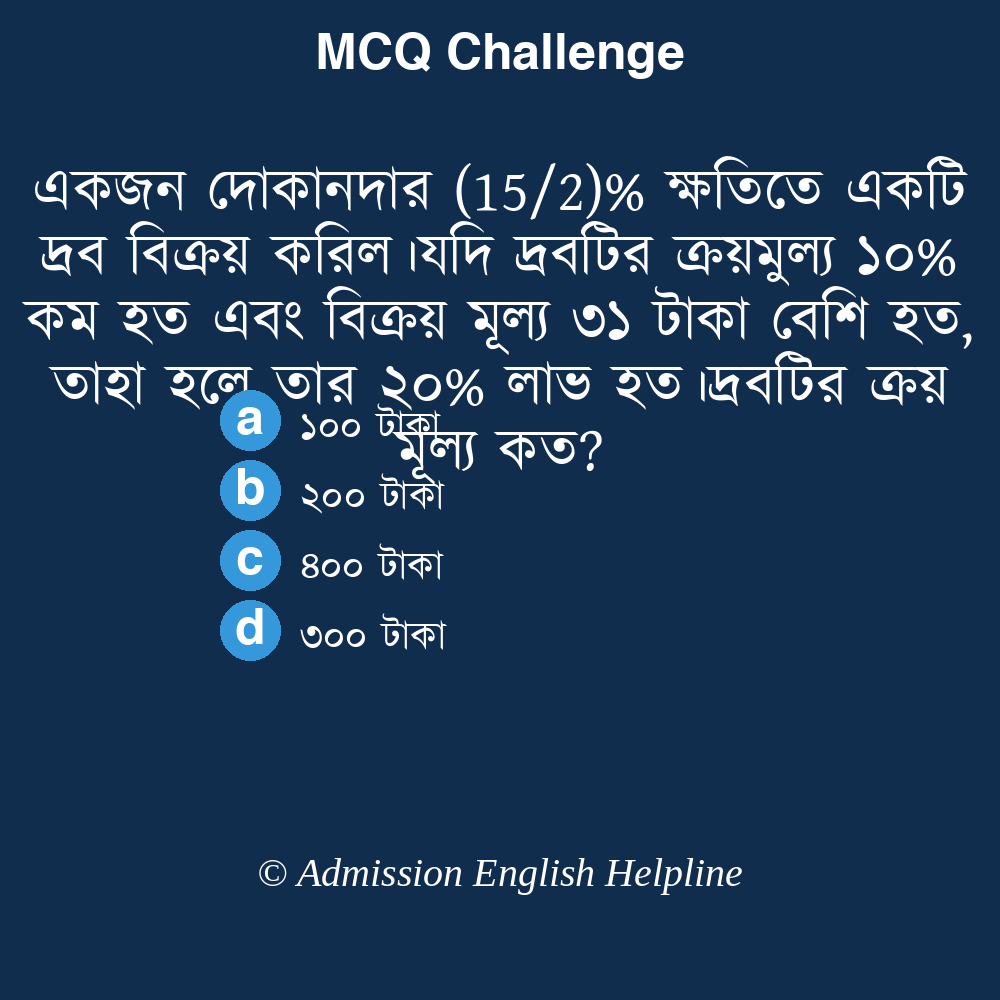 MCQ Challenge
একজন দোকানদার (15/2)% ক্ষতিতে একটি
দ্রব বিক্রয় করিল।যদি দ্রবটির ক্রয়মুল্য ১০%
কম হত এবং বিক্রয় মূল্য ৩১ টাকা বেশি হত,
তাহা হলে তার ২০% লাভ হত।দ্রবটির ক্রয়
মূল্য কত?
a ১০০ টাকা
b ২০০ টাকা
c ৪০০ টাকা
d ৩০০ টাকা
© Admission English Helpline